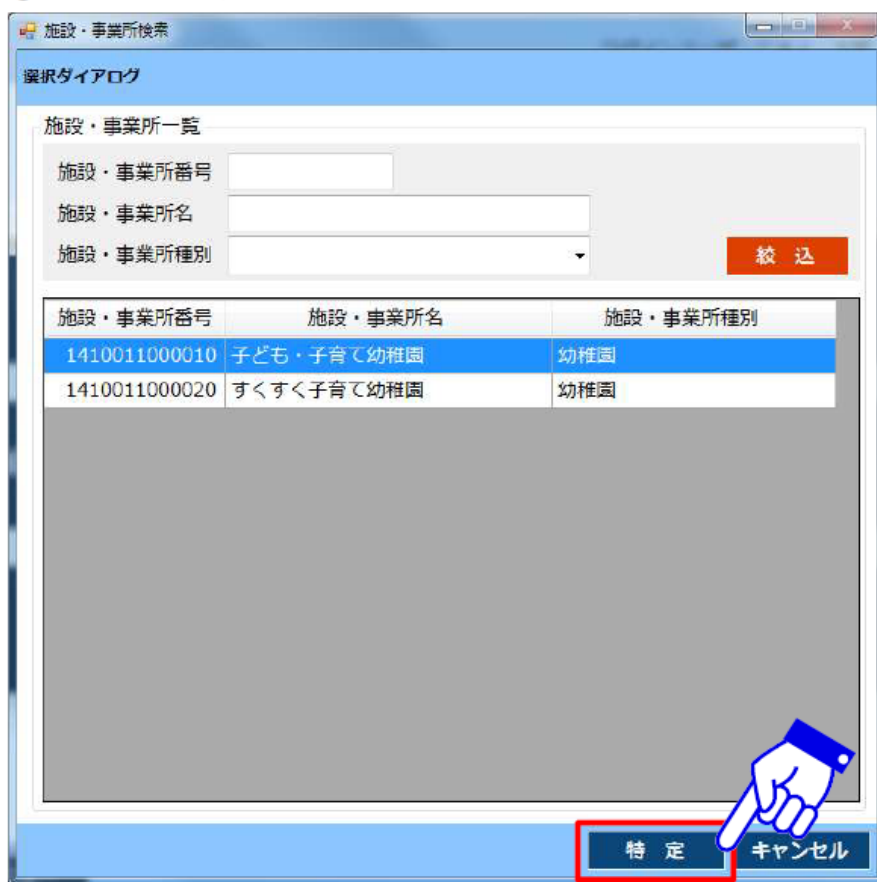 施設・事業所検索
選択ダイアログ
施設・事業所一覧
施設・事業所番号
施設・事業所名
施設・事業所種別
絞 込
施設・事業所番号 施設・事業所名 施設・事業所種別
1410011000010 子ども・子育て幼稚園 幼稚園
1410011000020 すくすく子育て幼稚園 幼稚園
特 定 キャンセル